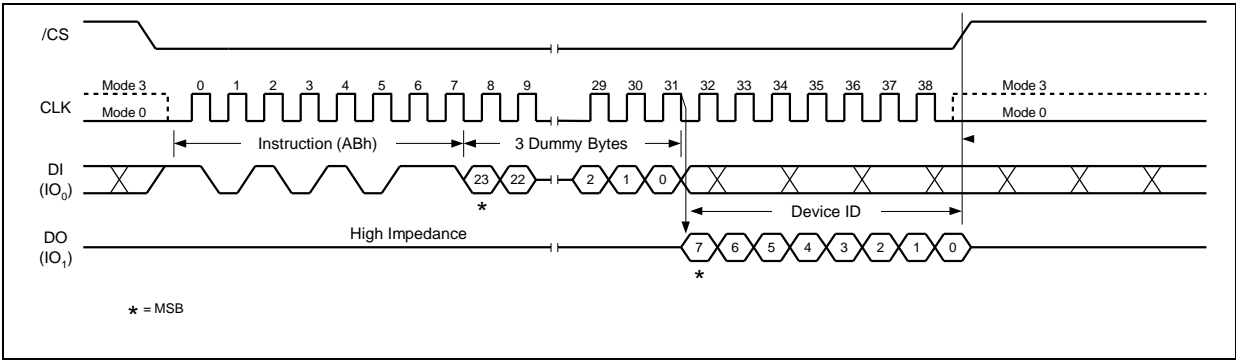 /CS
Mode 3 0 1 2 3 4 5 6 7 8 9 29 30 31 32 33 34 35 36 37 38 Mode 3
CLK
Mode 0 Mode 0
Instruction (ABh) 3 Dummy Bytes
DI
(IO0) 23 22 2 1 0
*
Device ID
DO High Impedance
(IO1) 7 6 5 4 3 2 1 0
*
* = MSB